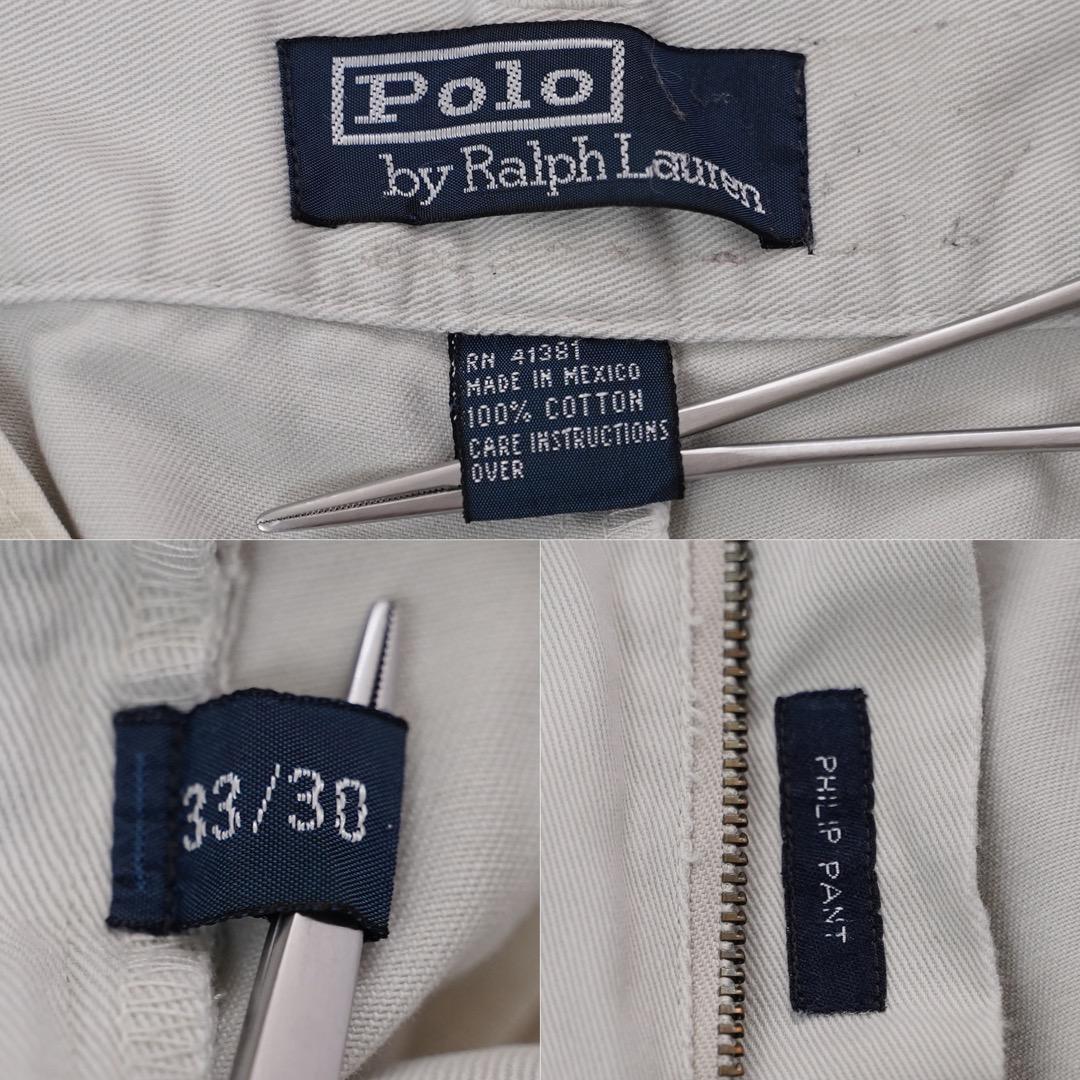 Polo
by Ralph Lauren
RN 41381
MADE IN MEXICO
100% COTTON
CARE INSTRUCTIONS
OVER
33/30
PHILIP PANT